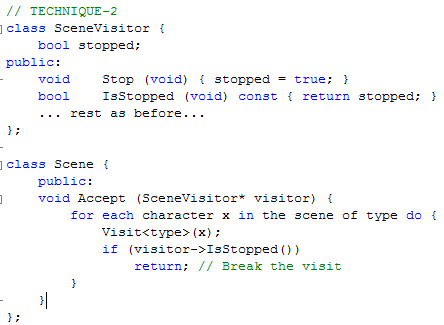 // TECHNIQUE-2
class SceneVisitor {
    bool stopped;
public:
    void    Stop (void) { stopped = true; }
    bool    IsStopped (void) const { return stopped; }
    ... rest as before...
};
class Scene {
    public:
    void Accept (SceneVisitor* visitor) {
        for each character x in the scene of type do {
            Visit<type>(x);
            if (visitor->IsStopped())
                return; // Break the visit
        }
    }
};